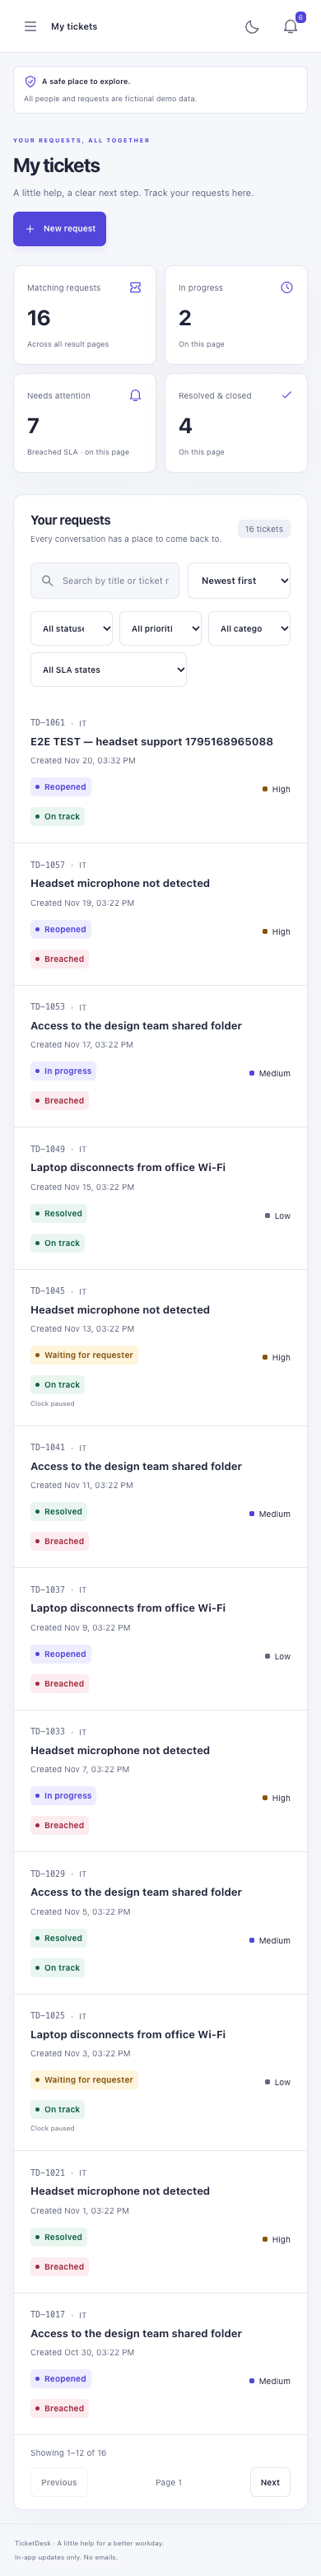 My tickets
6
A safe place to explore.
All people and requests are fictional demo data.
YOUR REQUESTS, ALL TOGETHER
My tickets
A little help, a clear next step. Track your requests here.
New request
Matching requests
16
Across all result pages
In progress
2
On this page
Needs attention
7
Breached SLA · on this page
Resolved & closed
4
On this page
Your requests
Every conversation has a place to come back to.
16 tickets
Search by title or ticket r
Newest first
All statuse
All prioriti
All catego
All SLA states
TD-1061 · IT
E2E TEST — headset support 1795168965088
Created Nov 20, 03:32 PM
Reopened
High
On track
TD-1057 · IT
Headset microphone not detected
Created Nov 19, 03:22 PM
Reopened
High
Breached
TD-1053 · IT
Access to the design team shared folder
Created Nov 17, 03:22 PM
In progress
Medium
Breached
TD-1049 · IT
Laptop disconnects from office Wi-Fi
Created Nov 15, 03:22 PM
Resolved
Low
On track
TD-1045 · IT
Headset microphone not detected
Created Nov 13, 03:22 PM
Waiting for requester
High
On track
Clock paused
TD-1041 · IT
Access to the design team shared folder
Created Nov 11, 03:22 PM
Resolved
Medium
Breached
TD-1037 · IT
Laptop disconnects from office Wi-Fi
Created Nov 9, 03:22 PM
Reopened
Low
Breached
TD-1033 · IT
Headset microphone not detected
Created Nov 7, 03:22 PM
In progress
High
Breached
TD-1029 · IT
Access to the design team shared folder
Created Nov 5, 03:22 PM
Resolved
Medium
On track
TD-1025 · IT
Laptop disconnects from office Wi-Fi
Created Nov 3, 03:22 PM
Waiting for requester
Low
On track
Clock paused
TD-1021 · IT
Headset microphone not detected
Created Nov 1, 03:22 PM
Resolved
High
Breached
TD-1017 · IT
Access to the design team shared folder
Created Oct 30, 03:22 PM
Reopened
Medium
Breached
Showing 1–12 of 16
Previous
Page 1
Next
TicketDesk · A little help for a better workday.
In-app updates only. No emails.